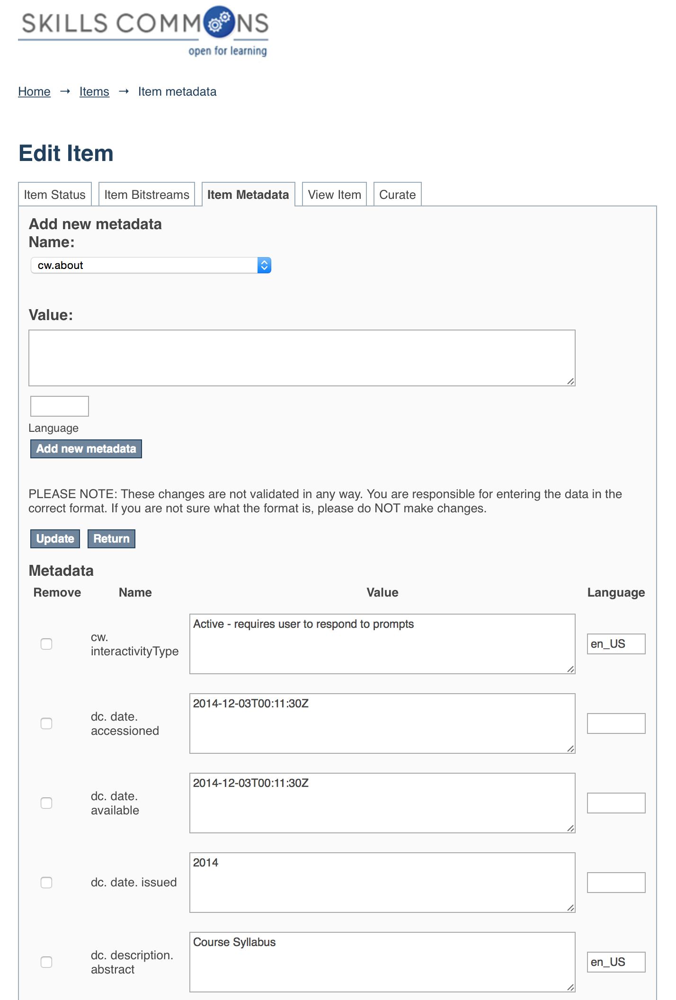 SKILLS COMMONS
open for learning
Home → Items → Item metadata
Edit Item
Item Status Item Bitstreams Item Metadata View Item Curate
Add new metadata
Name:
cw.about
Value:
Language
Add new metadata
PLEASE NOTE: These changes are not validated in any way. You are responsible for entering the data in the
correct format. If you are not sure what the format is, please do NOT make changes.
Update Return
Metadata
Remove Name Value Language
cw.
interactivityType
Active - requires user to respond to prompts
en_US
dc. date.
accessioned
2014-12-03T00:11:30Z
dc. date.
available
2014-12-03T00:11:30Z
dc. date. issued
2014
dc. description.
abstract
Course Syllabus
en_US